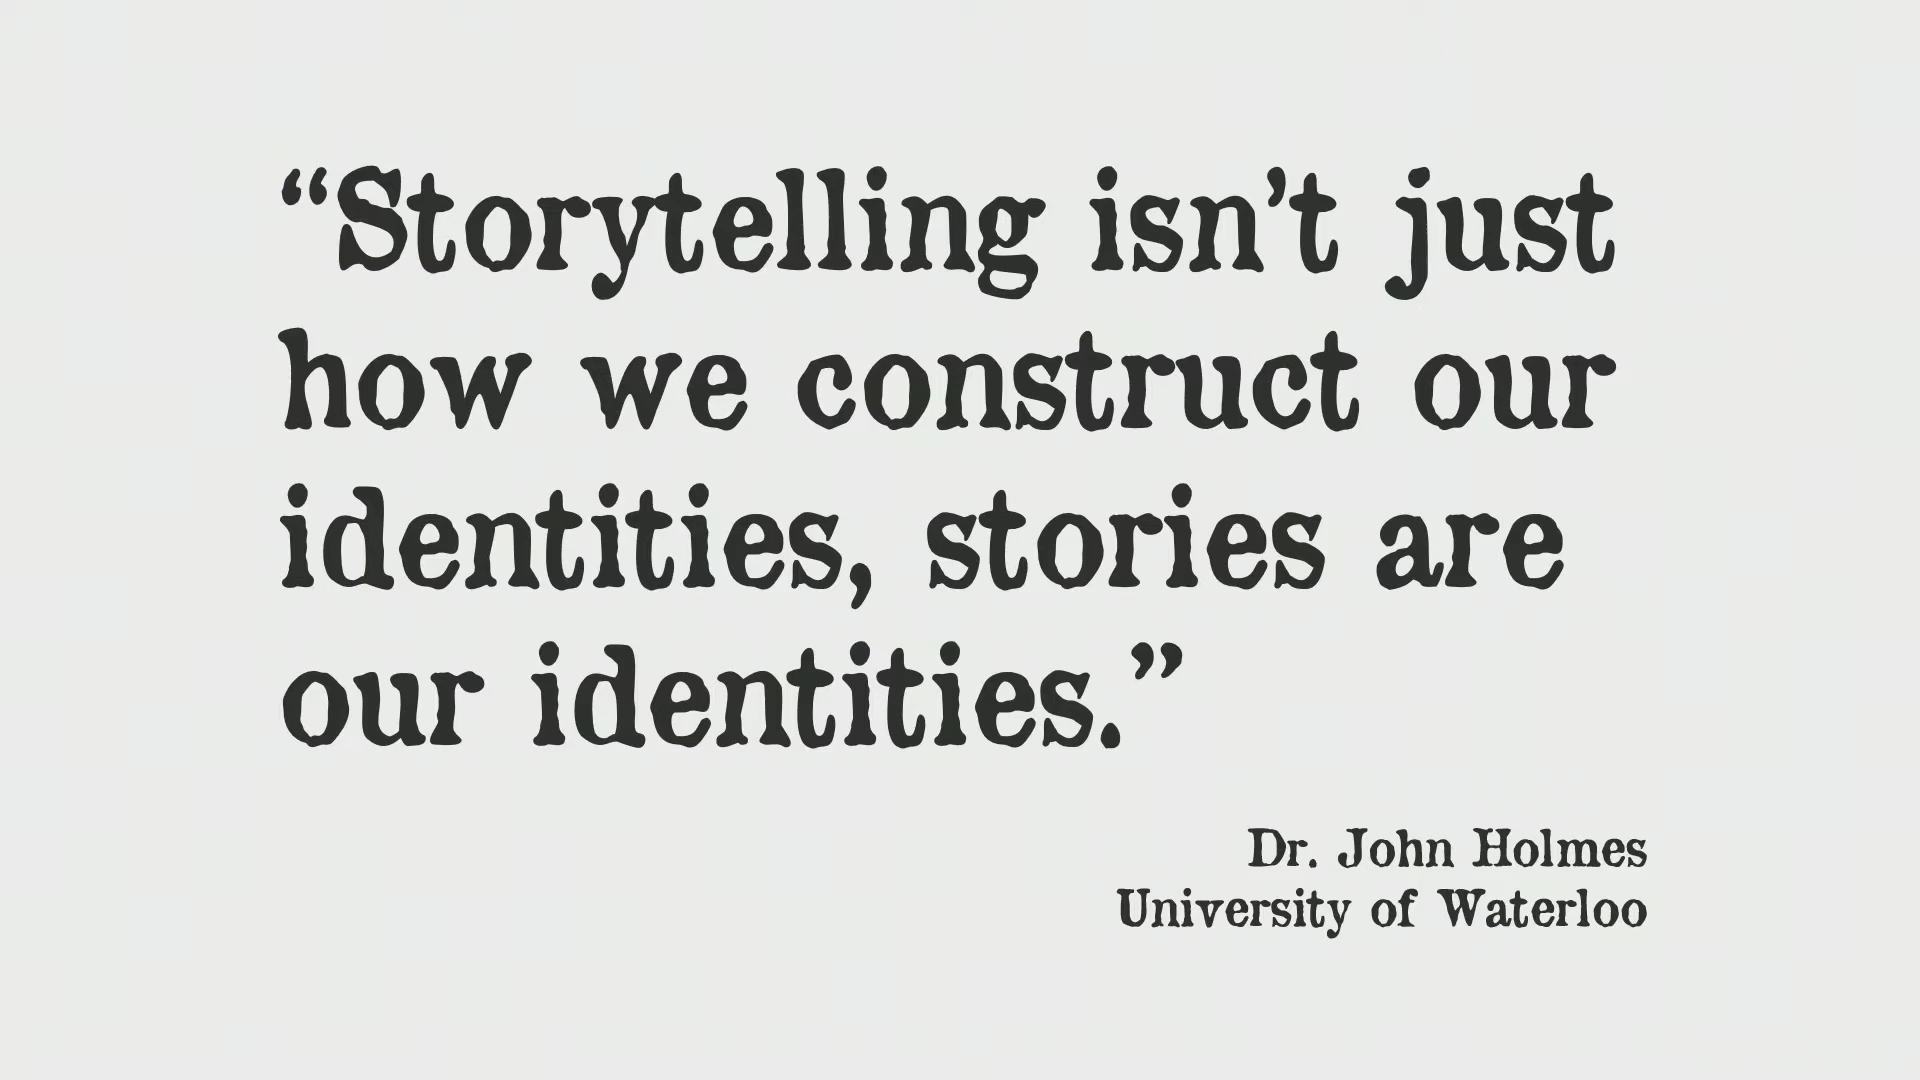 “Storytelling isn’t just
how we construct our
identities, stories are
our identities.”
Dr. John Holmes
University of Waterloo